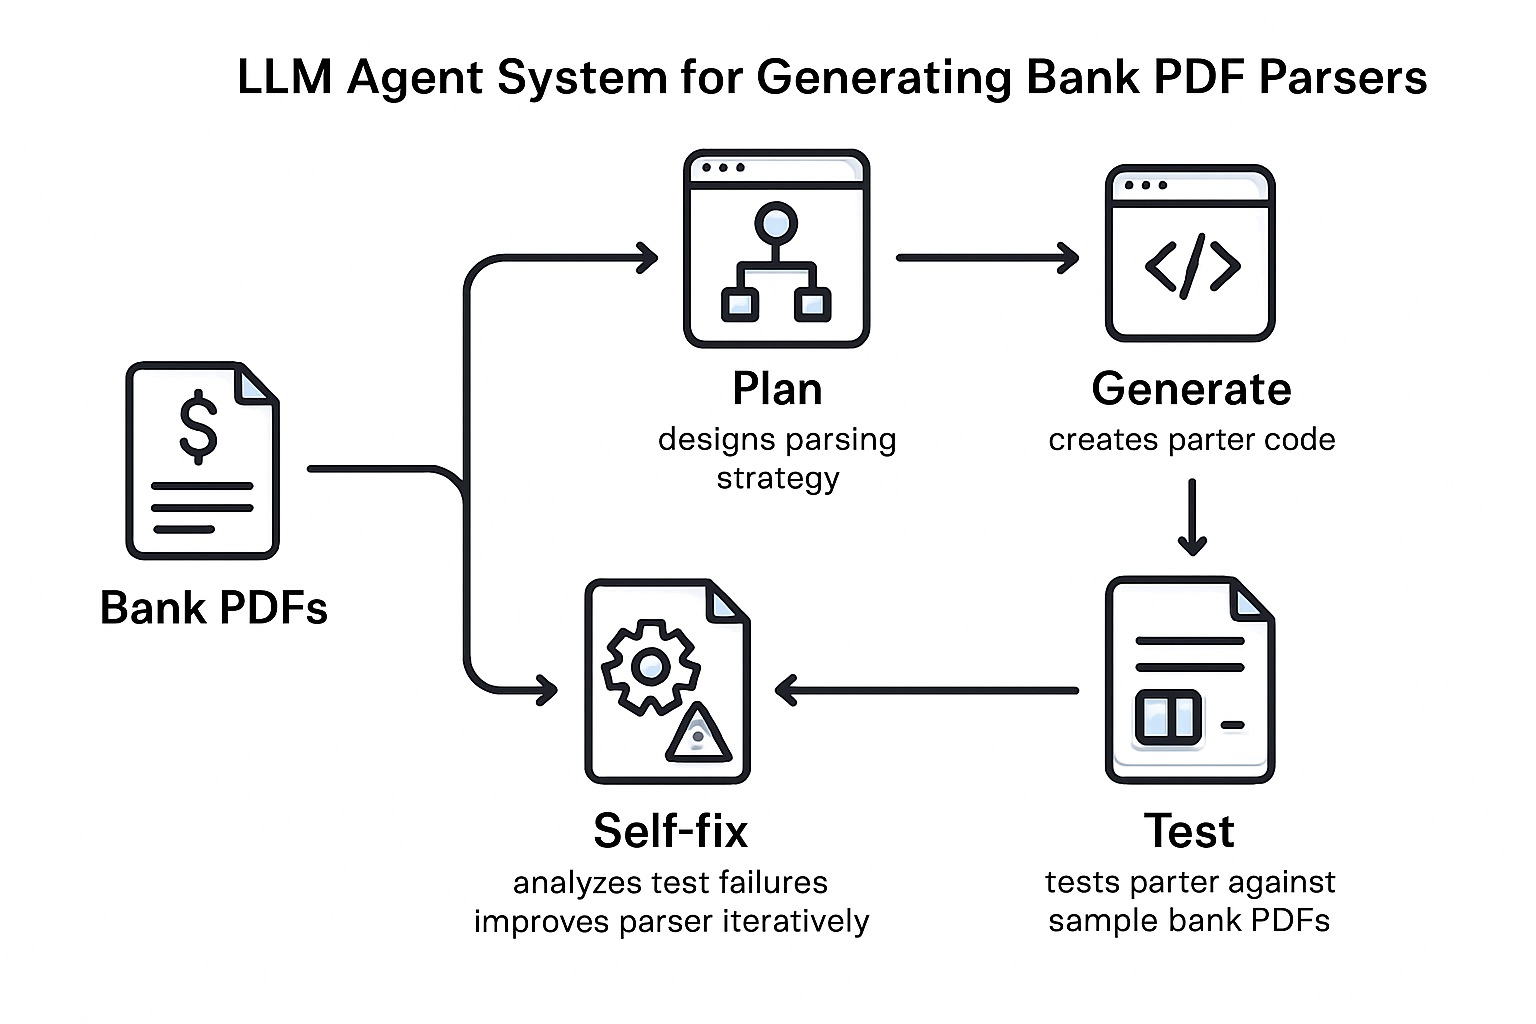 LLM Agent System for Generating Bank PDF Parsers
Bank PDFs
Plan
designs parsing
strategy
Generate
creates parter code
Self-fix
analyzes test failures
improves parser iteratively
Test
tests parter against
sample bank PDFs